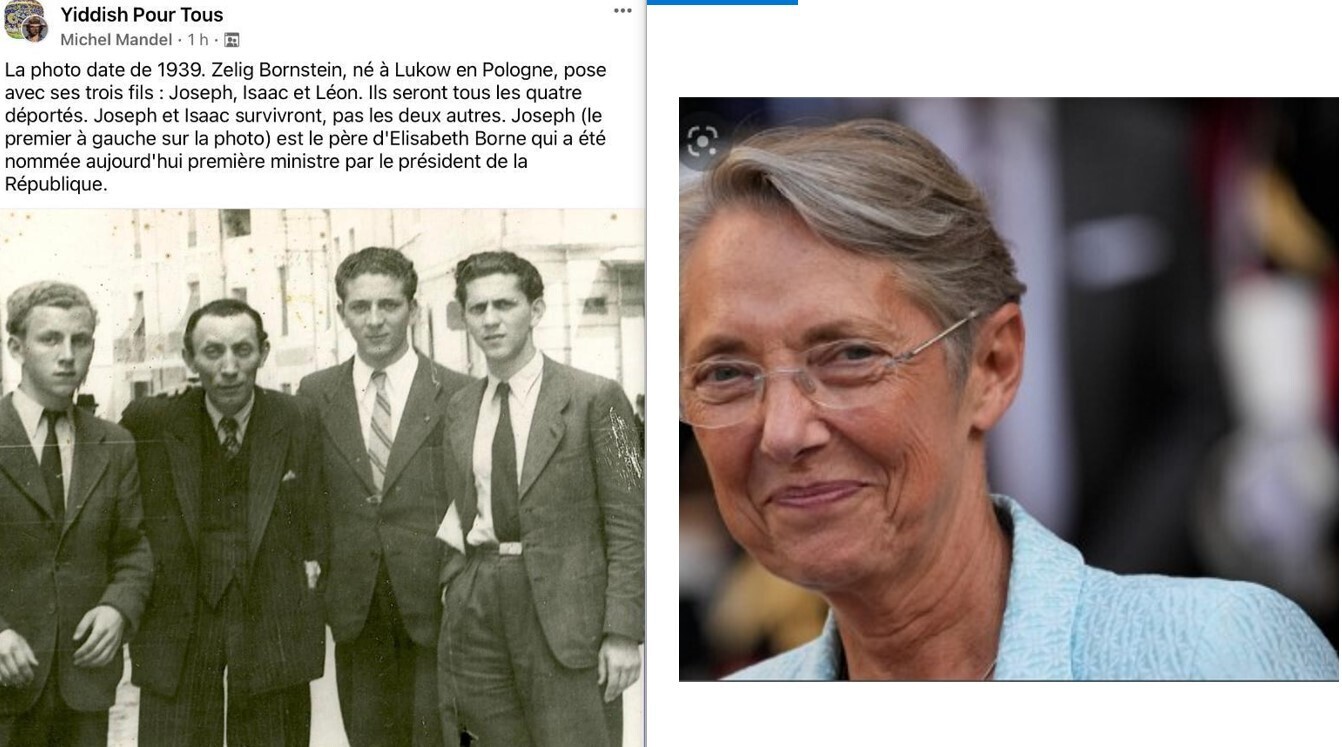 Yiddish Pour Tous
Michel Mandel · 1 h ·
La photo date de 1939. Zelig Bornstein, né à Lukow en Pologne, pose
avec ses trois fils : Joseph, Isaac et Léon. Ils seront tous les quatre
déportés. Joseph et Isaac survivront, pas les deux autres. Joseph (le
premier à gauche sur la photo) est le père d'Elisabeth Borne qui a été
nommée aujourd'hui première ministre par le président de la
République.